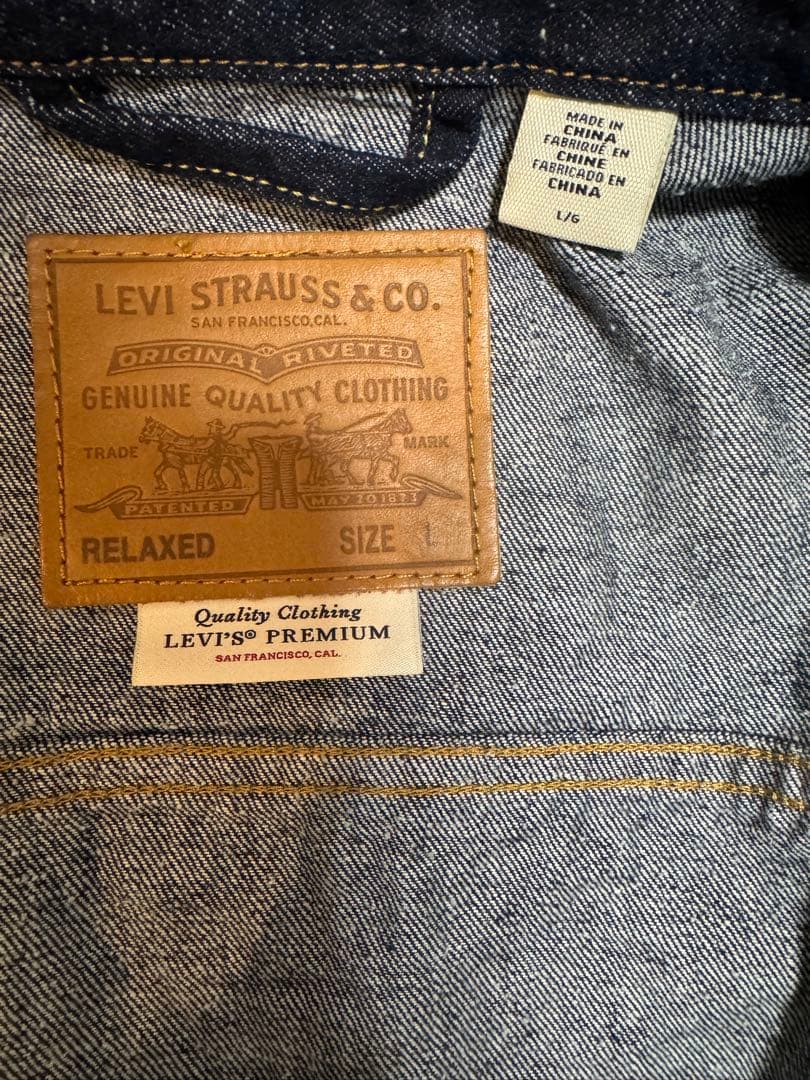 MADE IN
CHINA
FABRIQUÉ EN
CHINE
FABRICADO EN
CHINA
L/G
LEVI STRAUSS & CO.
SAN FRANCISCO, CAL.
ORIGINAL RIVETED
GENUINE QUALITY CLOTHING
TRADE MARK
PATENTED MAY 20 1873
RELAXED SIZE L
Quality Clothing
LEVI'S® PREMIUM
SAN FRANCISCO, CAL.